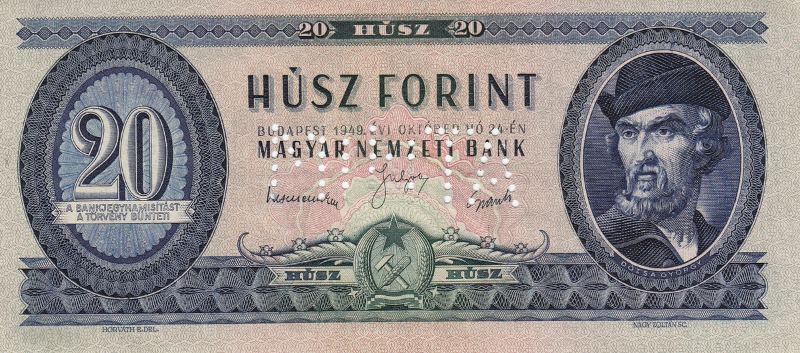 20 HÚSZ 20
HÚSZ FORINT
BUDAPEST 1949. ÉVI OKTÓBER HÓ 24-ÉN
MAGYAR NEMZETI BANK
20
A BANKJEGYHAMISÍTÁST
A TÖRVÉNY BÜNTETI
HÚSZ HÚSZ
DÓZSA GYÖRGY
HORVÁTH E. DEL.
NAGY ZOLTÁN SC.